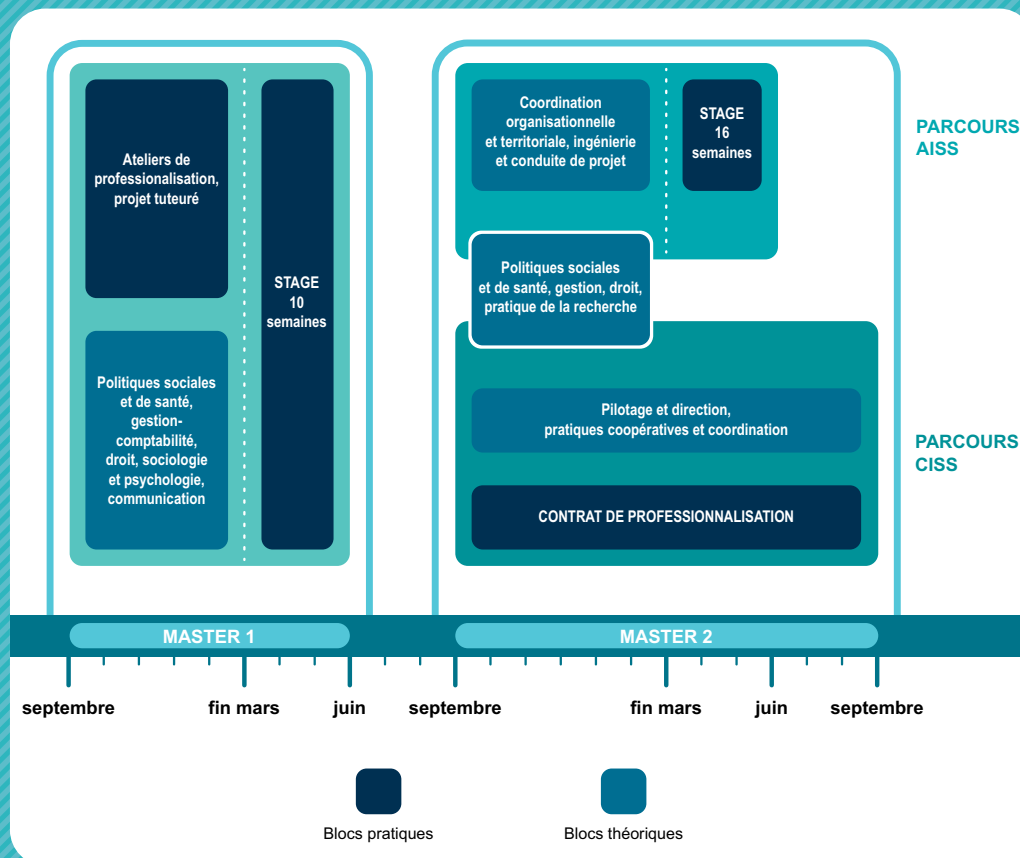 Ateliers de
professionalisation,
projet tuteuré
Politiques sociales
et de santé,
gestion-
comptabilité,
droit, sociologie
et psychologie,
communication
STAGE
10
semaines
Coordination
organisationnelle
et territoriale, ingénierie
et conduite de projet
STAGE
16
semaines
PARCOURS
AISS
Politiques sociales
et de santé, gestion, droit,
pratique de la recherche
Pilotage et direction,
pratiques coopératives et coordination
CONTRAT DE PROFESSIONNALISATION
PARCOURS
CISS
MASTER 1
MASTER 2
septembre
fin mars
juin
septembre
fin mars
juin
septembre
Blocs pratiques
Blocs théoriques